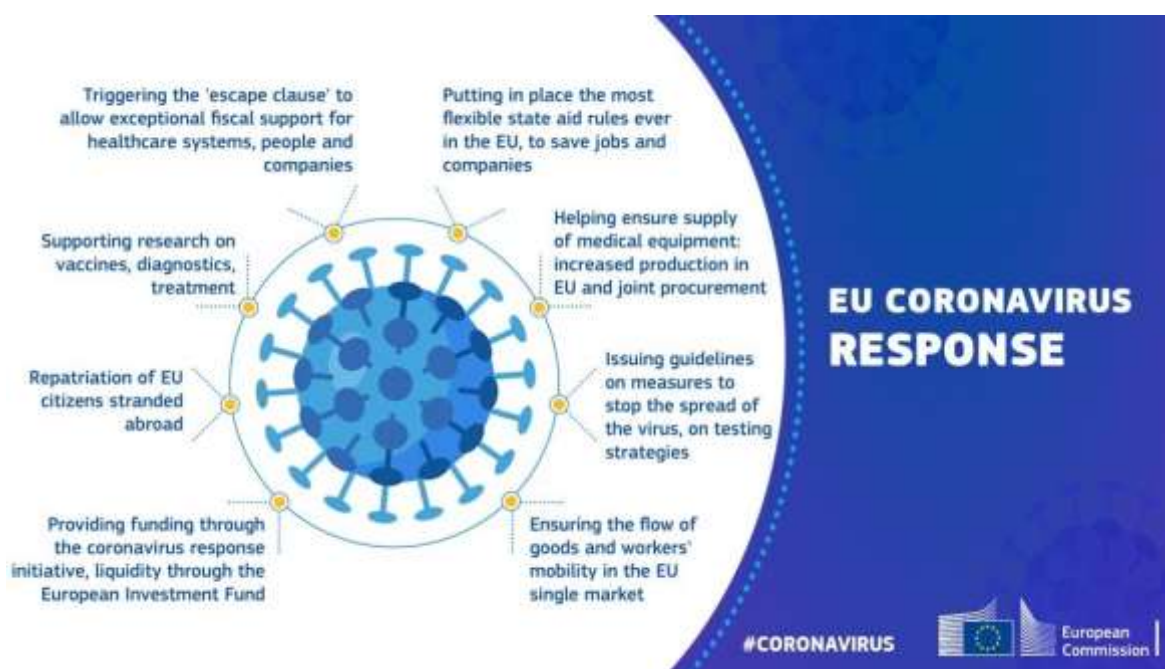 Triggering the 'escape clause' to
allow exceptional fiscal support for
healthcare systems, people and
companies
Putting in place the most
flexible state aid rules ever
in the EU, to save jobs and
companies
Supporting research on
vaccines, diagnostics,
treatment
Helping ensure supply
of medical equipment:
increased production in
EU and joint procurement
Repatriation of EU
citizens stranded
abroad
Issuing guidelines
on measures to
stop the spread of
the virus, on testing
strategies
Providing funding through
the coronavirus response
initiative, liquidity through the
European Investment Fund
Ensuring the flow of
goods and workers'
mobility in the EU
single market
EU CORONAVIRUS
RESPONSE
#CORONAVIRUS
European
Commission